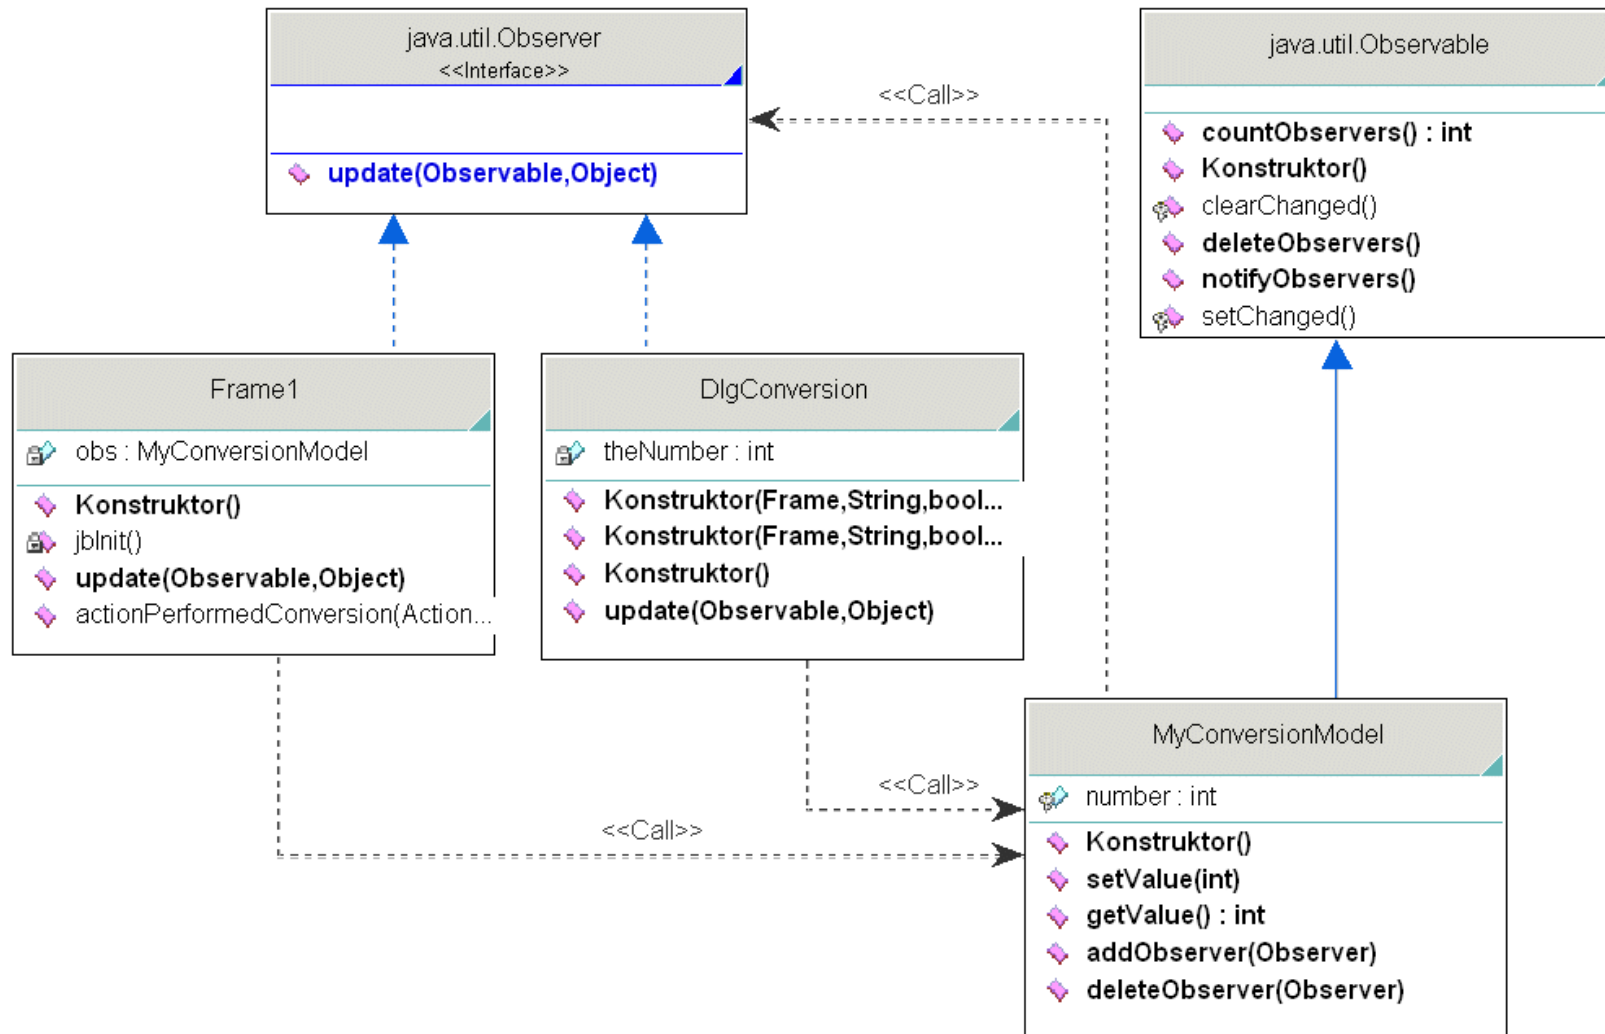 java.util.Observer
<<Interface>>
update(Observable,Object)
<<Call>>
java.util.Observable
countObservers() : int
Konstruktor()
clearChanged()
deleteObservers()
notifyObservers()
setChanged()
Frame1
obs : MyConversionModel
Konstruktor()
jbInit()
update(Observable,Object)
actionPerformedConversion(Action...
DlgConversion
theNumber : int
Konstruktor(Frame,String,bool...
Konstruktor(Frame,String,bool...
Konstruktor()
update(Observable,Object)
<<Call>>
<<Call>>
MyConversionModel
number : int
Konstruktor()
setValue(int)
getValue() : int
addObserver(Observer)
deleteObserver(Observer)